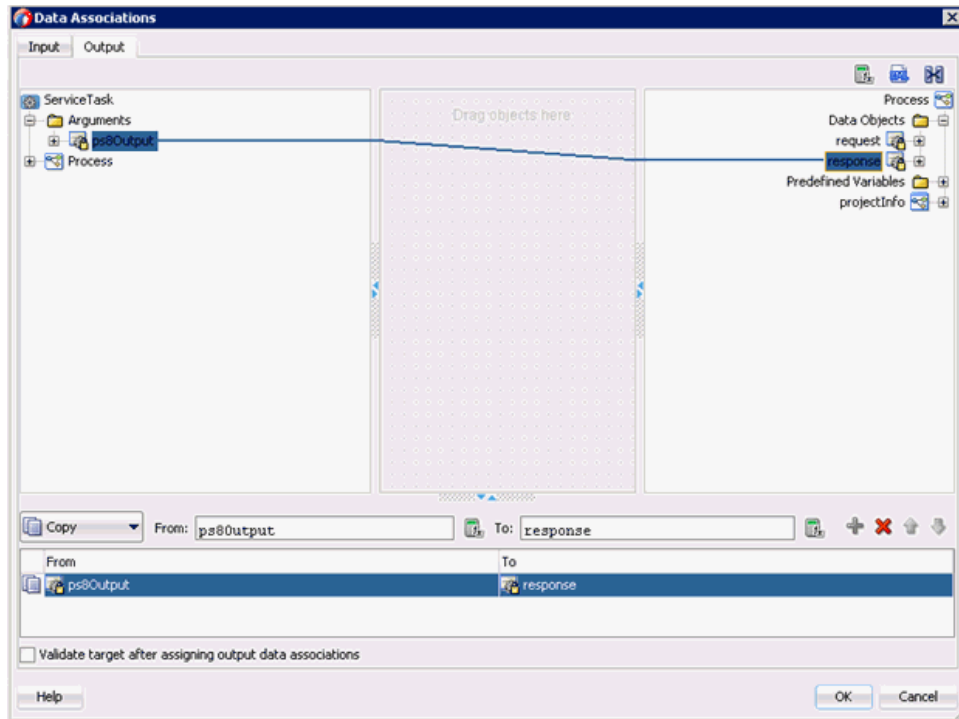 Data Associations
Input Output
ServiceTask
Arguments
ps8Output
Process
Drag objects here
Process
Data Objects
request
response
Predefined Variables
projectInfo
Copy From: ps8Output To: response
From To
ps8Output response
Validate target after assigning output data associations
Help OK Cancel